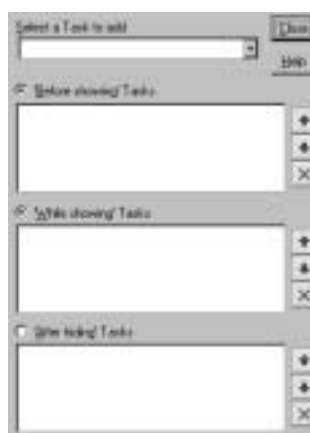 Select a Task to add
Close
Help
'Before showing' Tasks
'While showing' Tasks
'After hiding' Tasks